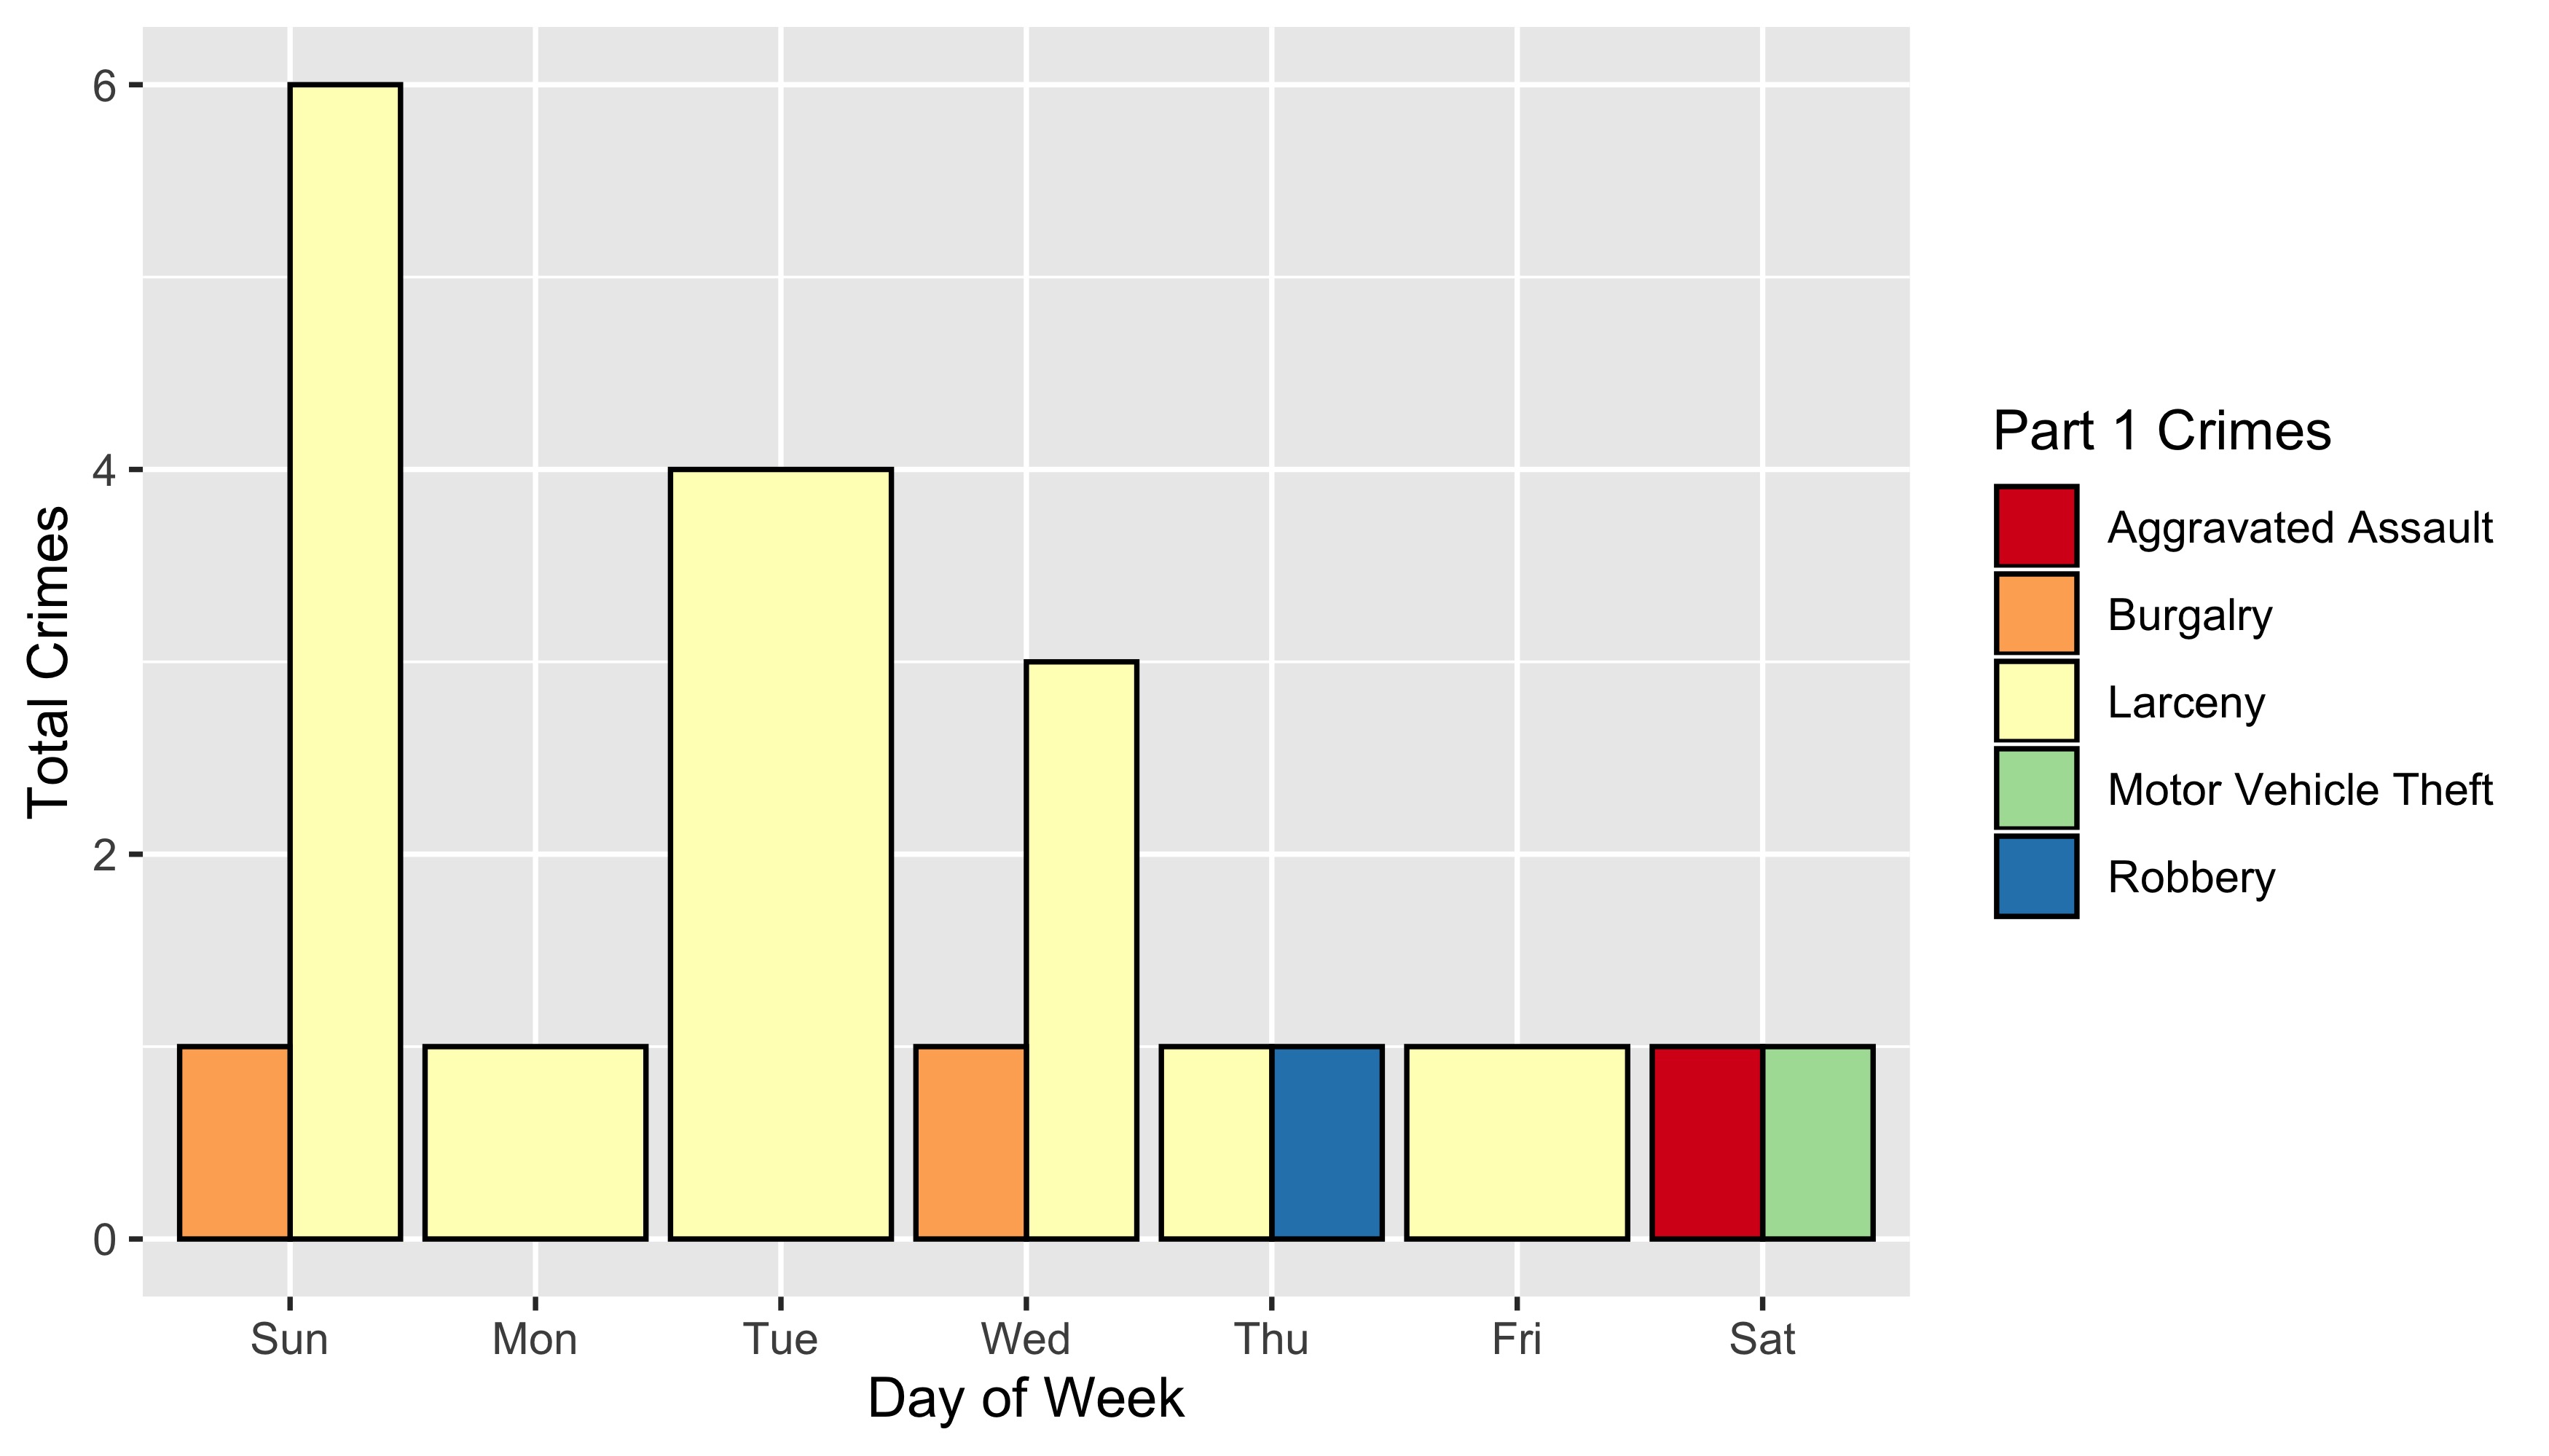 6
4
2
0
Total Crimes
Sun Mon Tue Wed Thu Fri Sat
Day of Week
Part 1 Crimes
Aggravated Assault
Burgalry
Larceny
Motor Vehicle Theft
Robbery